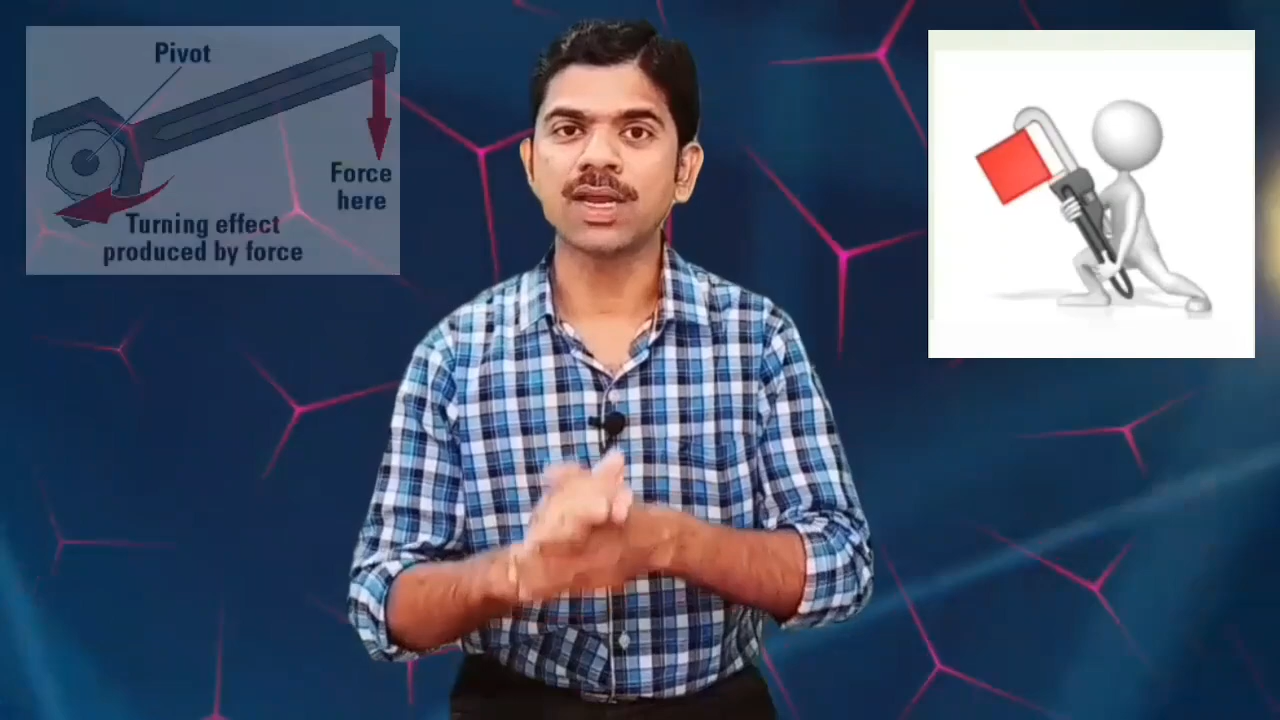 Pivot
Force
here
Turning effect
produced by force